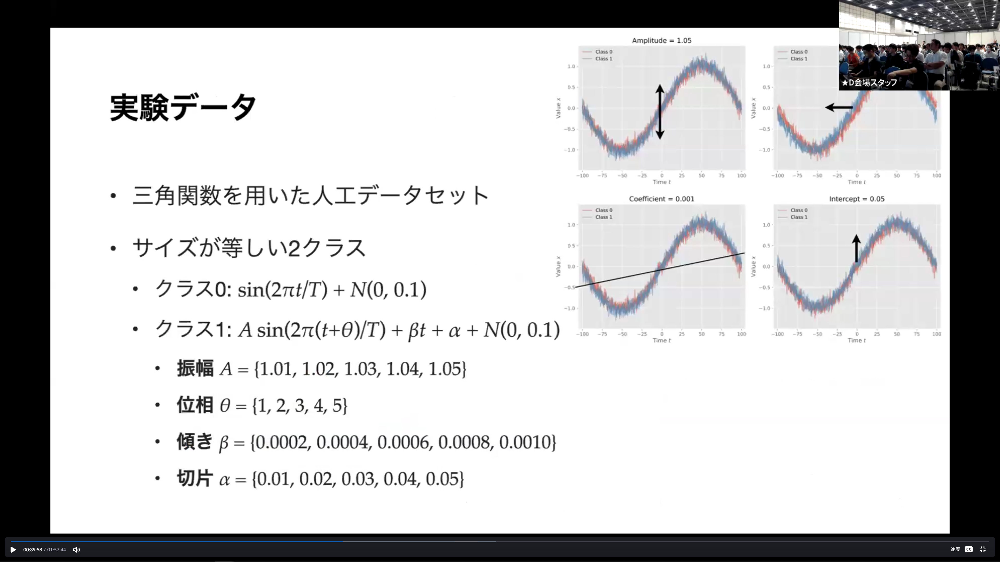 実験データ
• 三角関数を用いた人工データセット
• サイズが等しい2クラス
• クラス0: sin(2πt/T) + N(0, 0.1)
• クラス1: A sin(2π(t+θ)/T) + βt + α + N(0, 0.1)
• 振幅 A = {1.01, 1.02, 1.03, 1.04, 1.05}
• 位相 θ = {1, 2, 3, 4, 5}
• 傾き β = {0.0002, 0.0004, 0.0006, 0.0008, 0.0010}
• 切片 α = {0.01, 0.02, 0.03, 0.04, 0.05}
Amplitude = 1.05
Class 0
Class 1
1.0
0.5
0.0
−0.5
−1.0
Value x
−100 −75 −50 −25 0 25 50 75 100
Time t
Class 0
Class 1
1.0
0.5
0.0
−0.5
−1.0
Value x
−100 −75 −50 −25 0 25 50 75 100
Time t
Coefficient = 0.001
Class 0
Class 1
1.0
0.5
0.0
−0.5
−1.0
Value x
−100 −75 −50 −25 0 25 50 75 100
Time t
Intercept = 0.05
Class 0
Class 1
1.0
0.5
0.0
−0.5
−1.0
Value x
−100 −75 −50 −25 0 25 50 75 100
Time t
★D会場スタッフ
00:39:58 / 01:57:44
速度 CC